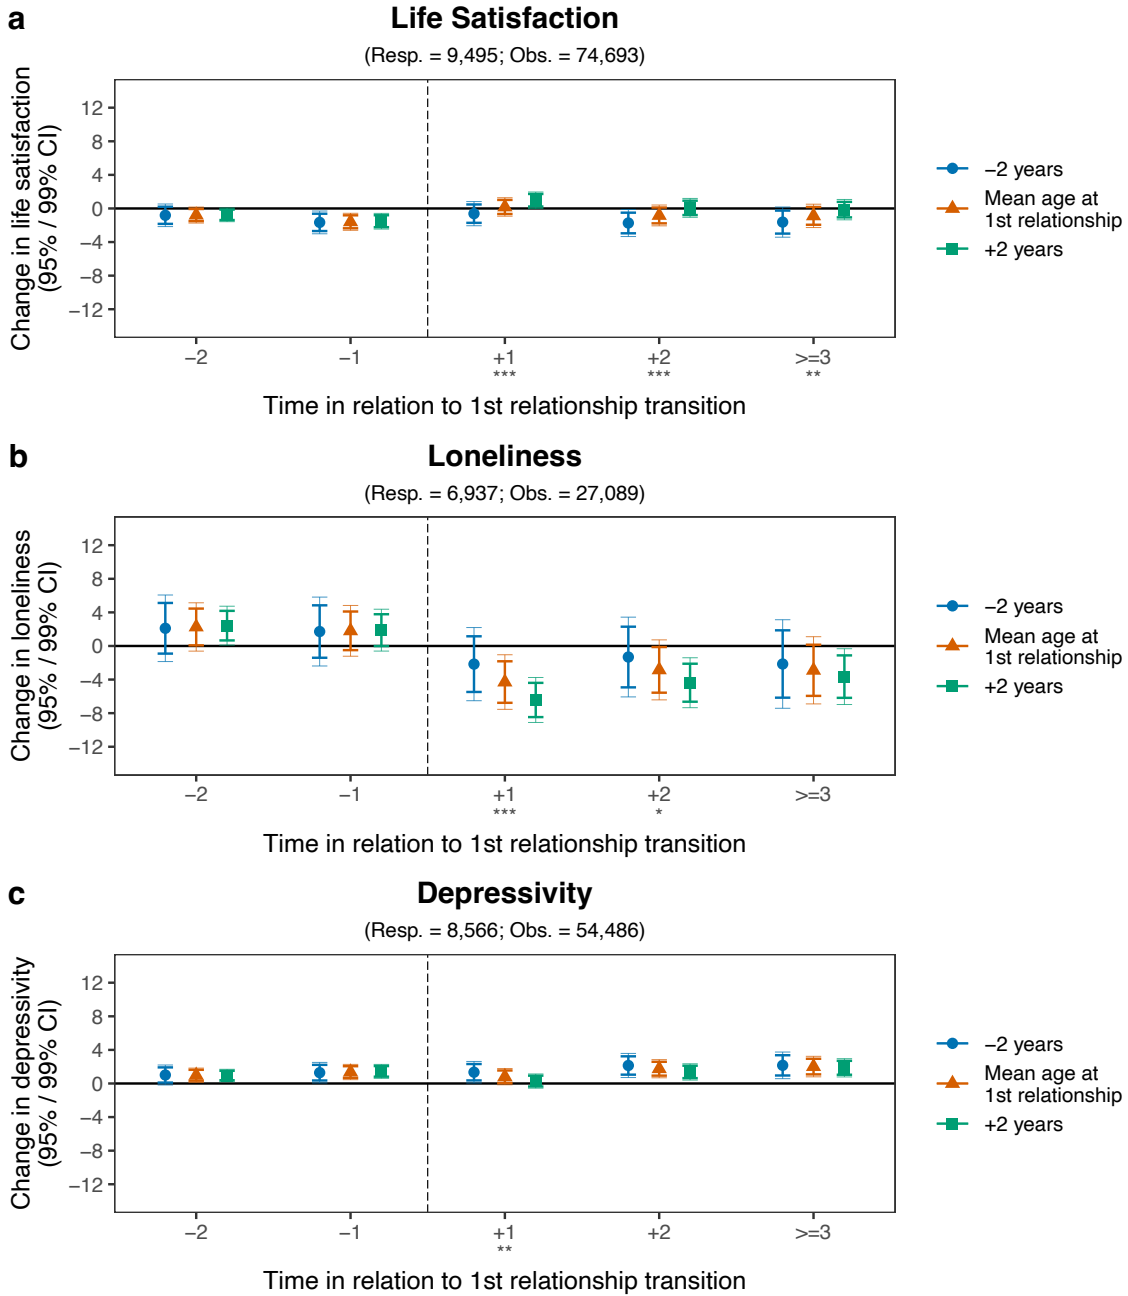 a
Life Satisfaction
(Resp. = 9,495; Obs. = 74,693)
Change in life satisfaction
(95% / 99% CI)
12
8
4
0
−4
−8
−12
−2
−1
+1
+2
>=3
***
***
**
Time in relation to 1st relationship transition
−2 years
Mean age at
1st relationship
+2 years
b
Loneliness
(Resp. = 6,937; Obs. = 27,089)
Change in loneliness
(95% / 99% CI)
12
8
4
0
−4
−8
−12
−2
−1
+1
+2
>=3
***
*
Time in relation to 1st relationship transition
−2 years
Mean age at
1st relationship
+2 years
c
Depressivity
(Resp. = 8,566; Obs. = 54,486)
Change in depressivity
(95% / 99% CI)
12
8
4
0
−4
−8
−12
−2
−1
+1
+2
>=3
**
Time in relation to 1st relationship transition
−2 years
Mean age at
1st relationship
+2 years